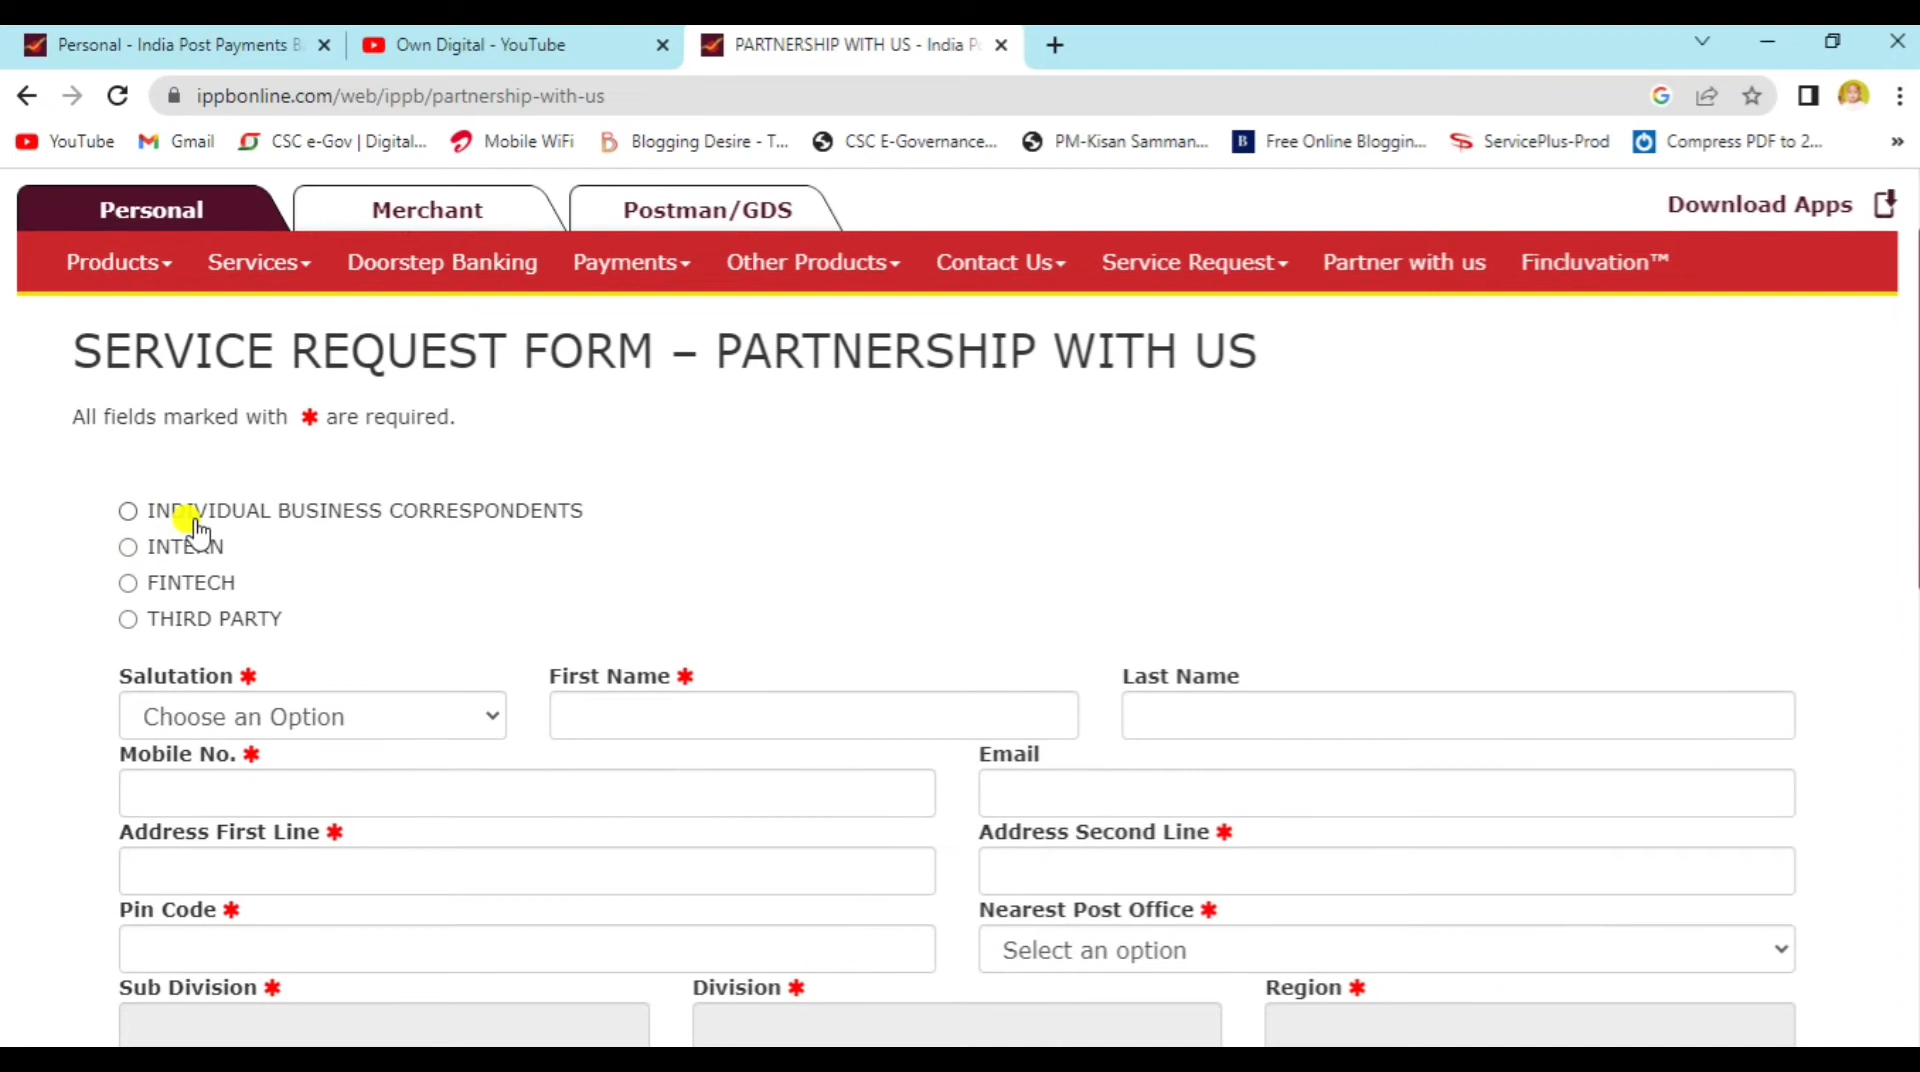 Personal - India Post Payments B
Own Digital - YouTube
PARTNERSHIP WITH US - India P
ippbonline.com/web/ippb/partnership-with-us
YouTube
Gmail
CSC e-Gov | Digital...
Mobile WiFi
Blogging Desire - T...
CSC E-Governance...
PM-Kisan Samman...
Free Online Bloggin...
ServicePlus-Prod
Compress PDF to 2...
»
Personal
Merchant
Postman/GDS
Download Apps
Products
Services
Doorstep Banking
Payments
Other Products
Contact Us
Service Request
Partner with us
Fincluvation™
SERVICE REQUEST FORM – PARTNERSHIP WITH US
All fields marked with * are required.
INDIVIDUAL BUSINESS CORRESPONDENTS
INTERN
FINTECH
THIRD PARTY
Salutation *
First Name *
Last Name
Choose an Option
Mobile No. *
Email
Address First Line *
Address Second Line *
Pin Code *
Nearest Post Office *
Select an option
Sub Division *
Division *
Region *